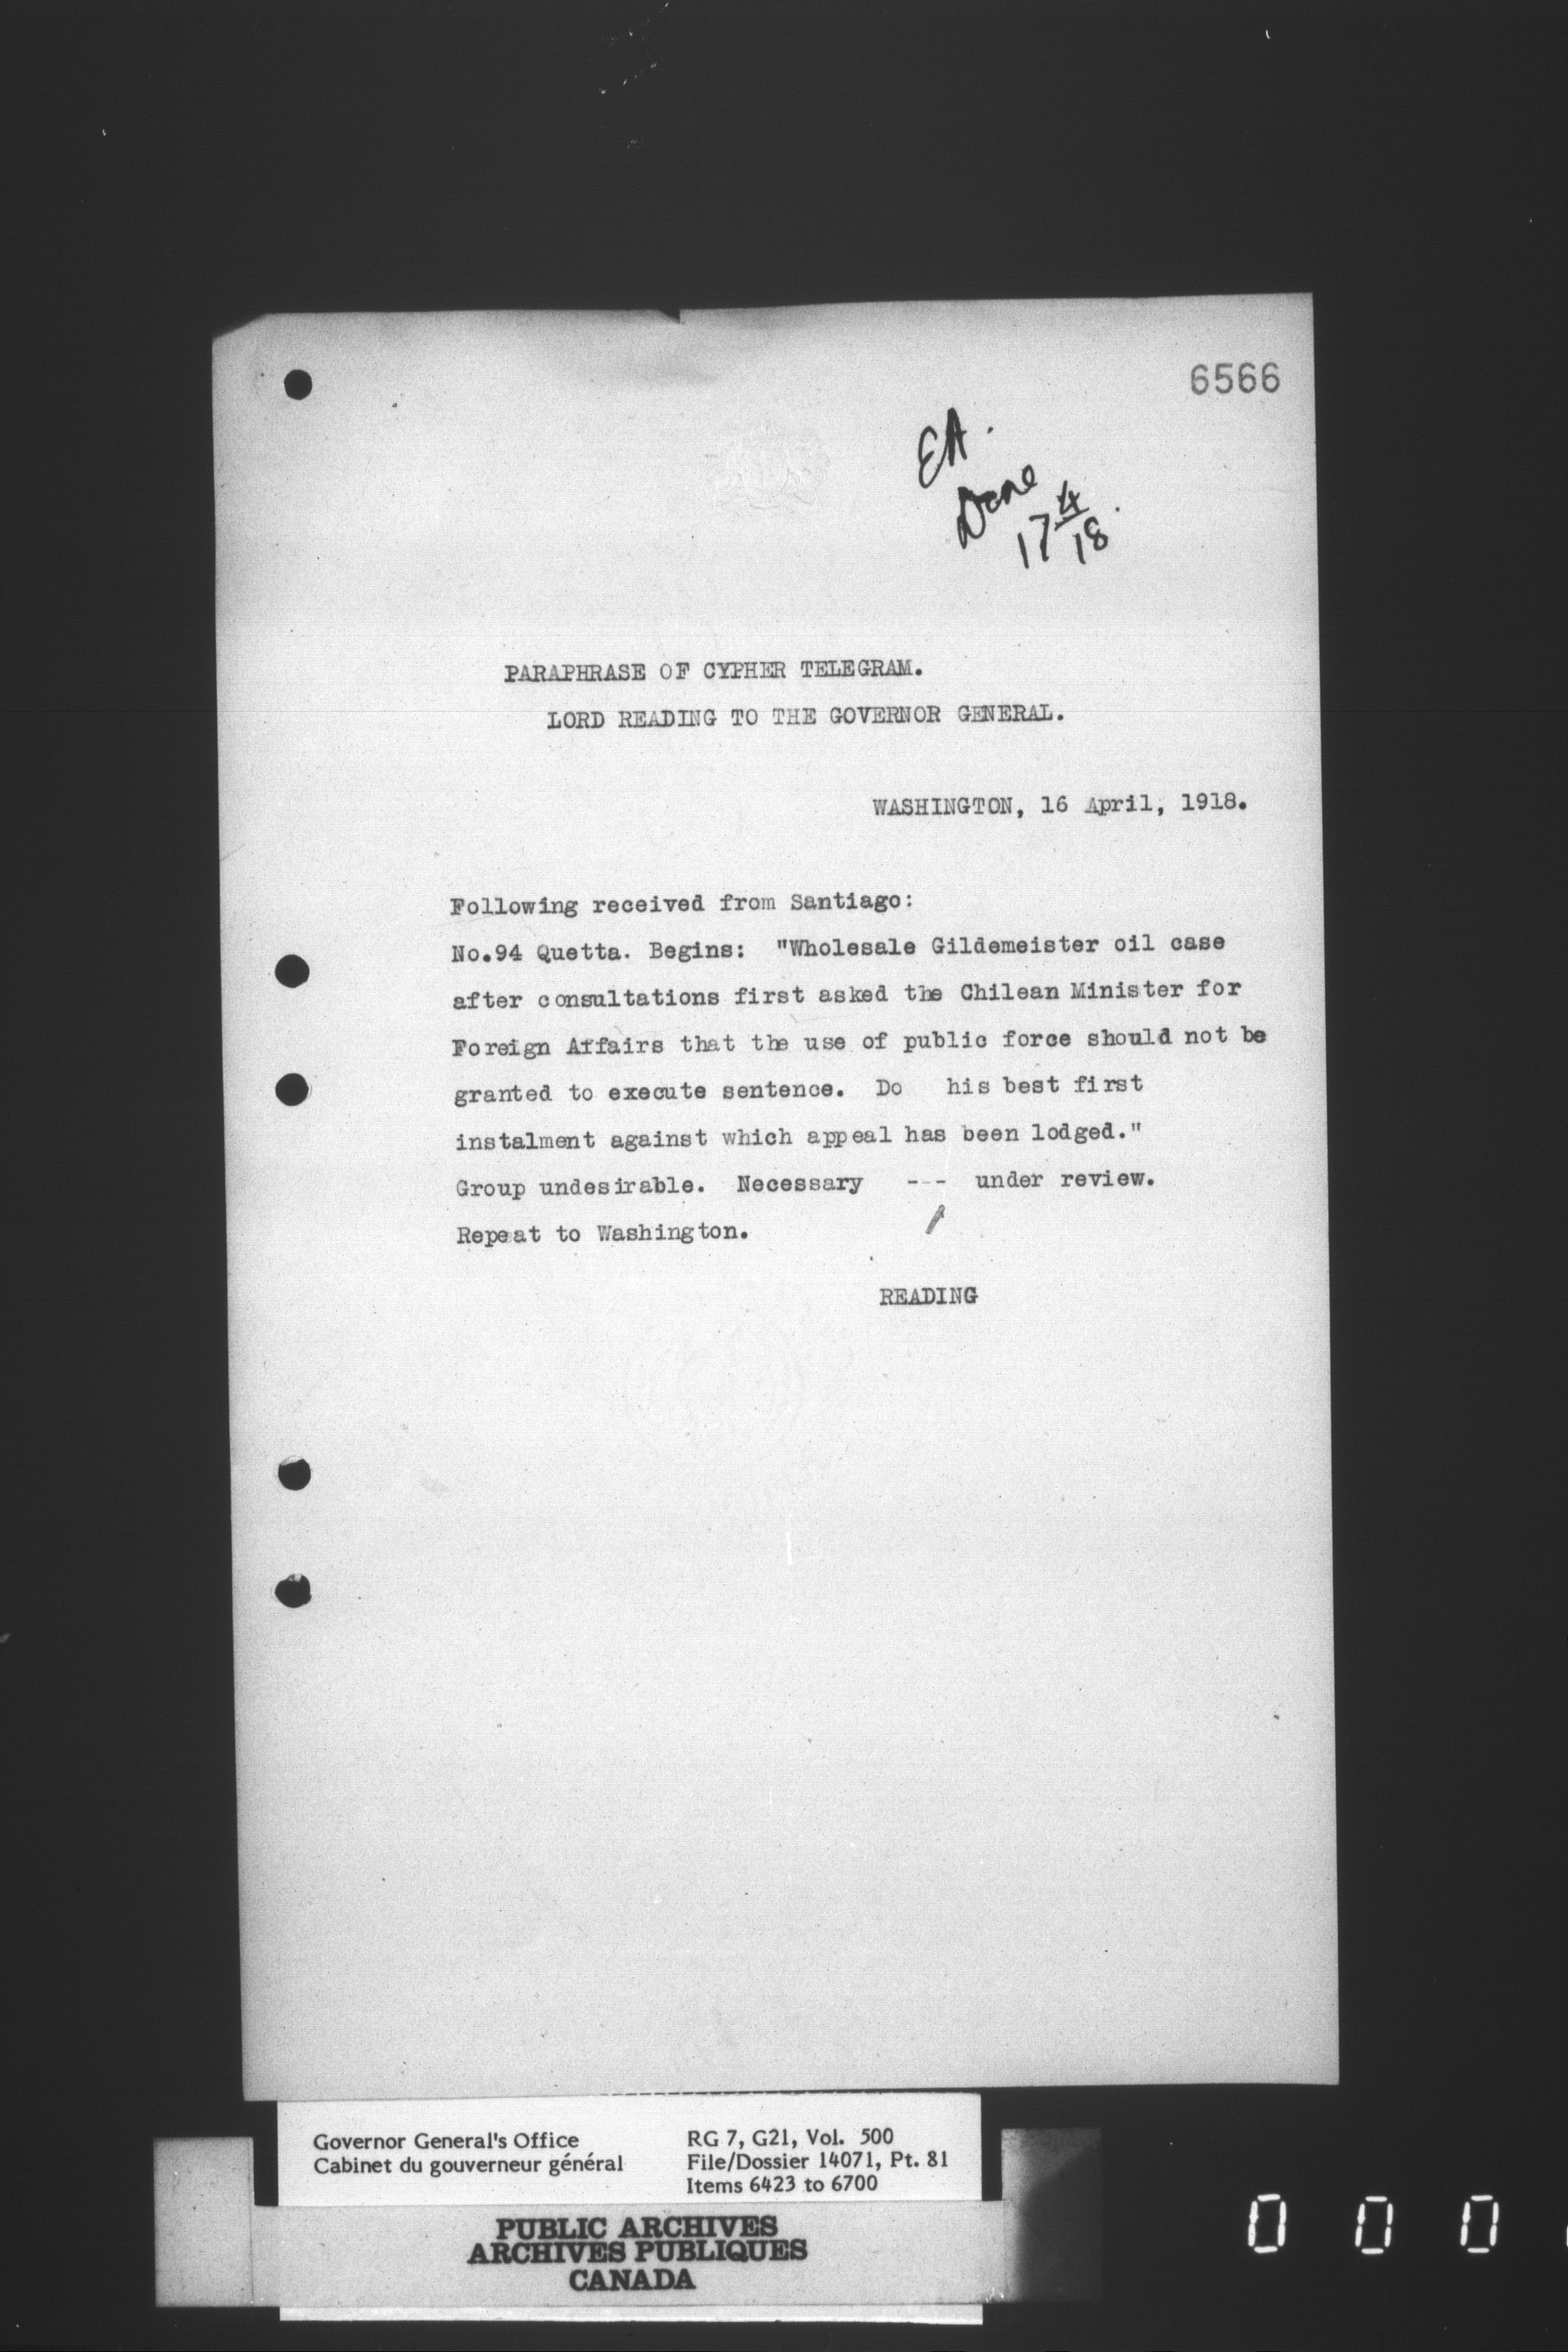 6566
EA.
Done
17 4/18.
PARAPHRASE OF CYPHER TELEGRAM.
LORD READING TO THE GOVERNOR GENERAL.
WASHINGTON, 16 April, 1918.
Following received from Santiago:
No.94 Quetta. Begins: "Wholesale Gildemeister oil case
after consultations first asked the Chilean Minister for
Foreign Affairs that the use of public force should not be
granted to execute sentence. Do his best first
instalment against which appeal has been lodged."
Group undesirable. Necessary --- under review.
Repeat to Washington.
READING
Governor General's Office
Cabinet du gouverneur général
RG 7, G21, Vol. 500
File/Dossier 14071, Pt. 81
Items 6423 to 6700
PUBLIC ARCHIVES
ARCHIVES PUBLIQUES
CANADA
0 0 0